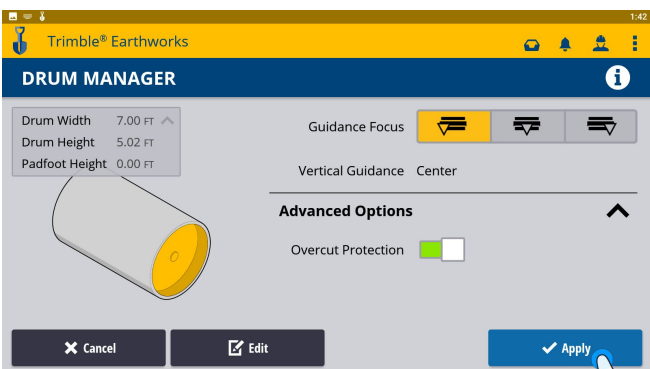 1:42
Trimble® Earthworks
DRUM MANAGER
Drum Width 7.00 FT
Drum Height 5.02 FT
Padfoot Height 0.00 FT
Guidance Focus
Vertical Guidance Center
Advanced Options
Overcut Protection
Cancel
Edit
Apply